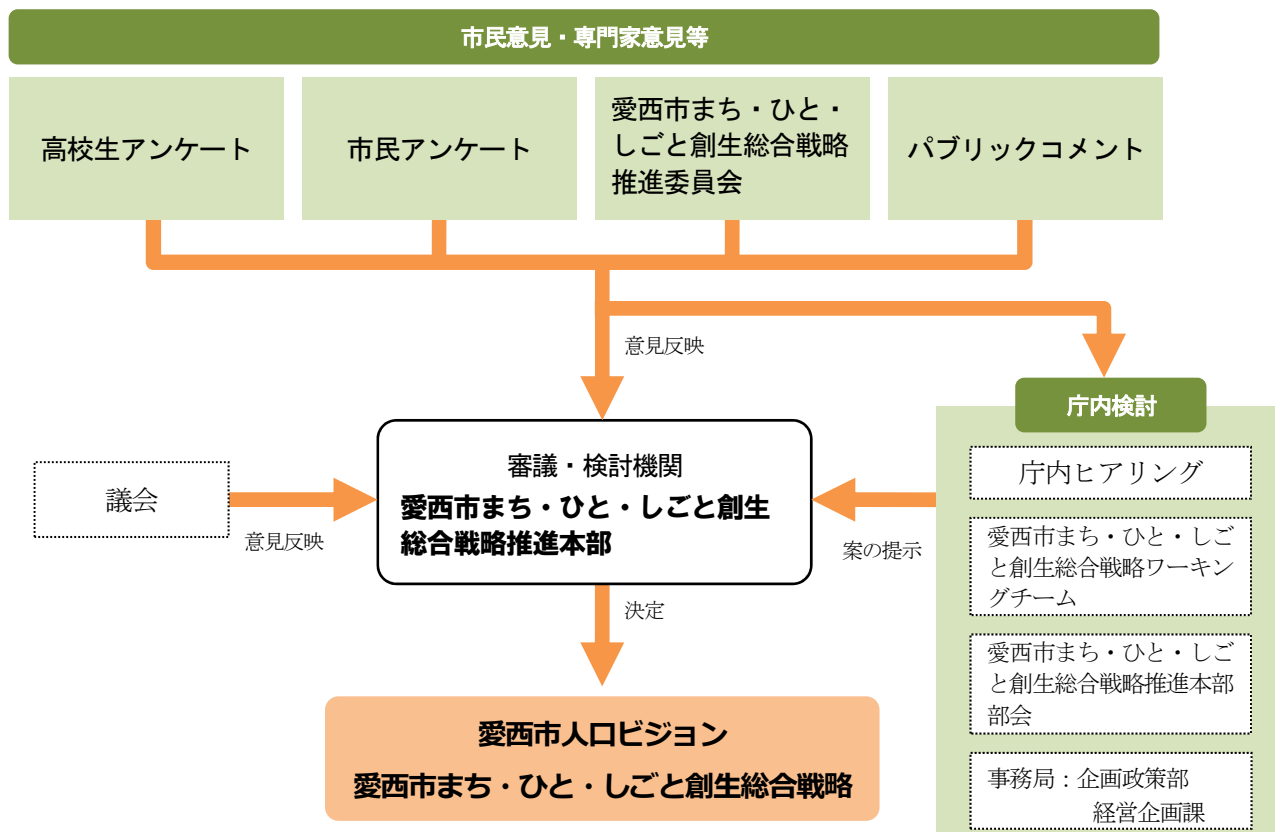 市民意見・専門家意見等
高校生アンケート
市民アンケート
愛西市まち・ひと・
しごと創生総合戦略
推進委員会
パブリックコメント
意見反映
庁内検討
議会
意見反映
審議・検討機関
愛西市まち・ひと・しごと創生
総合戦略推進本部
案の提示
庁内ヒアリング
愛西市まち・ひと・しご
と創生総合戦略ワーキン
グチーム
愛西市まち・ひと・しご
と創生総合戦略推進本部
部会
事務局：企画政策部
経営企画課
決定
愛西市人口ビジョン
愛西市まち・ひと・しごと創生総合戦略